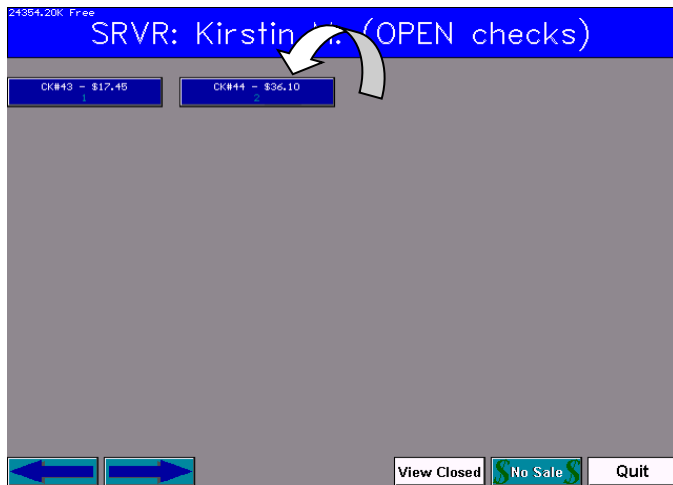 24354.20K Free
SRVR: Kirstin M. (OPEN checks)
CK#43 - $17.45
1
CK#44 - $36.10
2
View Closed
$No Sale$
Quit